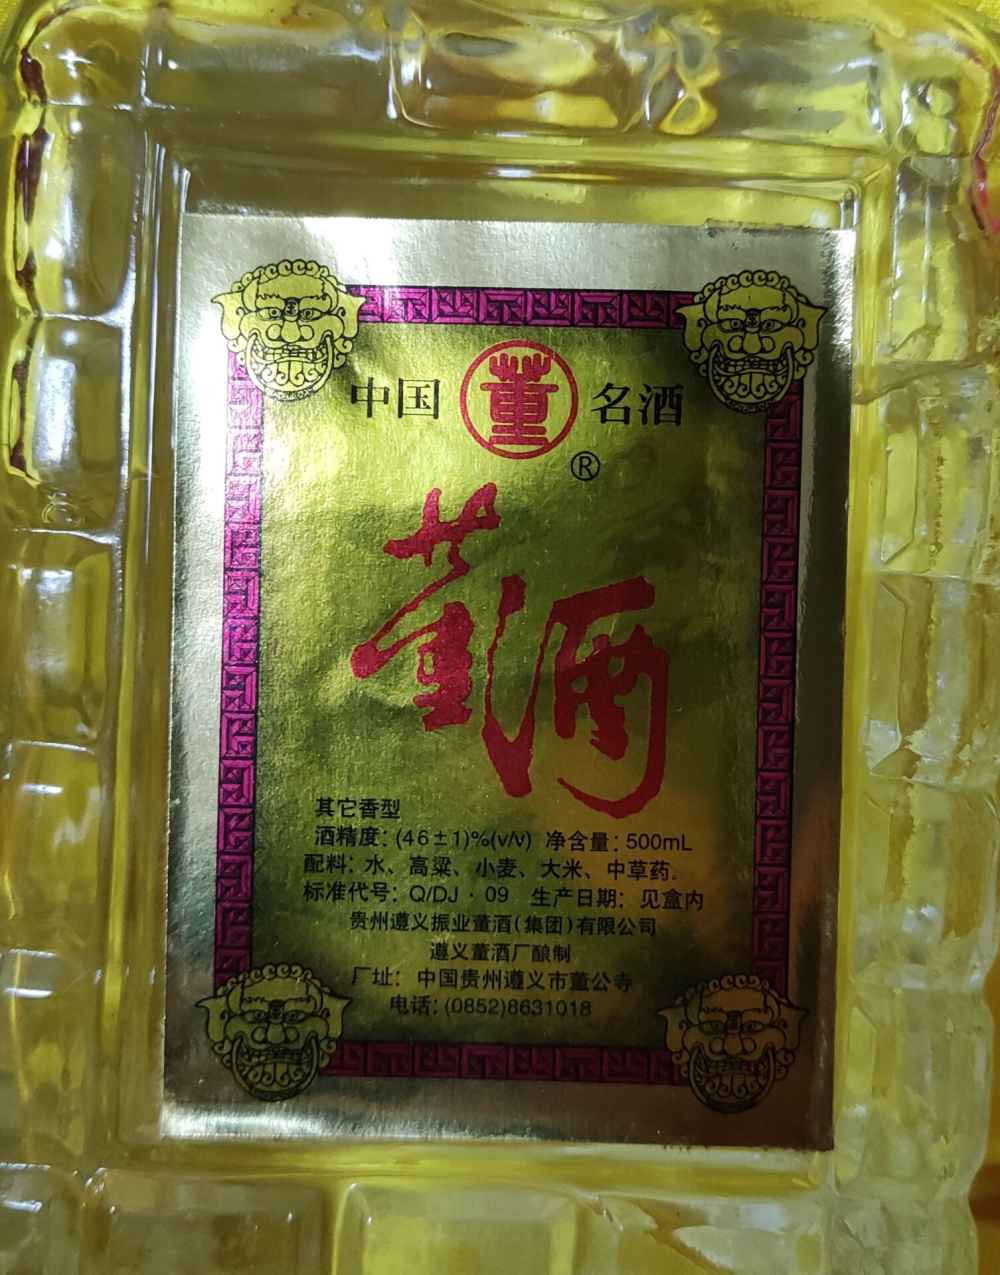 中国 董 名酒
®
董酒
其它香型
酒精度：(46±1)%(v/v) 净含量：500mL
配料：水、高粱、小麦、大米、中草药。
标准代号：Q/DJ·09 生产日期：见盒内
贵州遵义振业董酒(集团)有限公司
遵义董酒厂酿制
厂址：中国贵州遵义市董公寺
电话：(0852)8631018